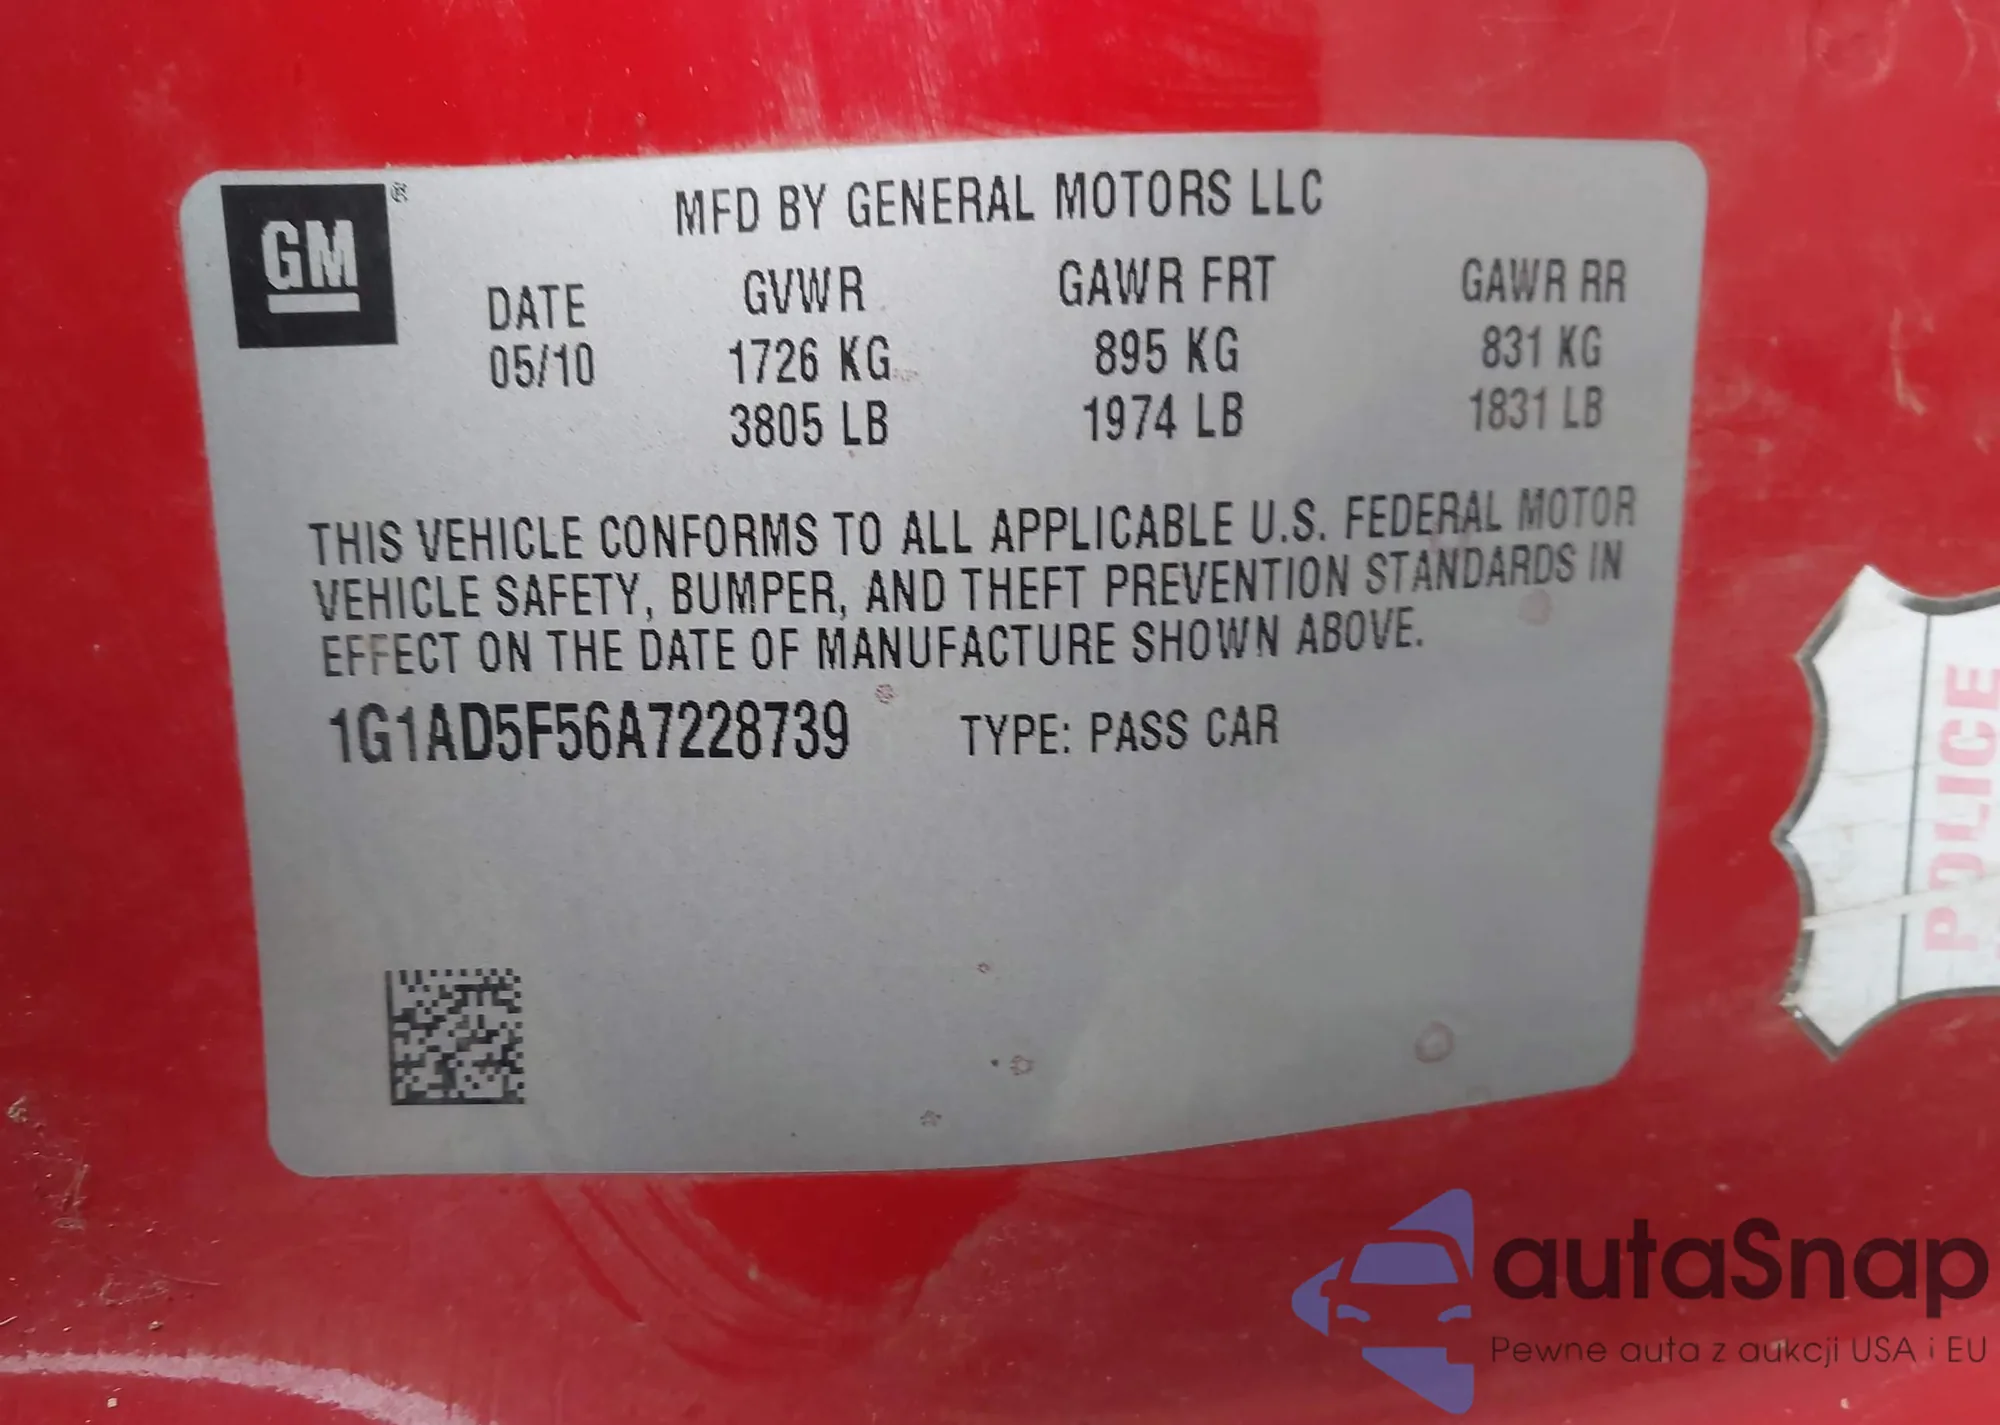 GM ®
MFD BY GENERAL MOTORS LLC
DATE GVWR GAWR FRT GAWR RR
05/10 1726 KG 895 KG 831 KG
3805 LB 1974 LB 1831 LB
THIS VEHICLE CONFORMS TO ALL APPLICABLE U.S. FEDERAL MOTOR
VEHICLE SAFETY, BUMPER, AND THEFT PREVENTION STANDARDS IN
EFFECT ON THE DATE OF MANUFACTURE SHOWN ABOVE.
1G1AD5F56A7228739 TYPE: PASS CAR
POLICE
autaSnap
Pewne auta z aukcji USA i EU